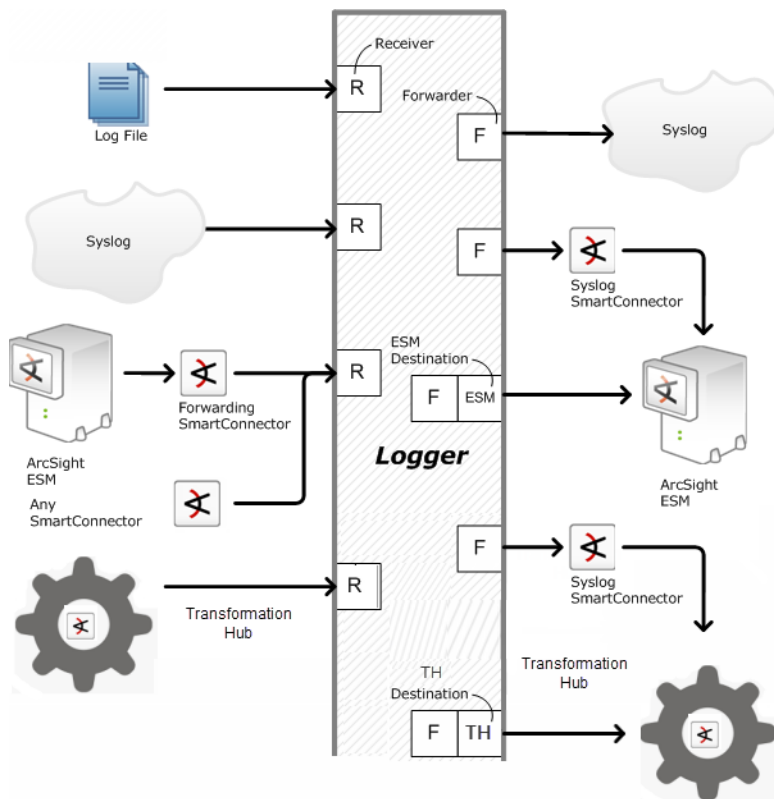 Receiver
R
Log File
Forwarder
F
Syslog
R
Syslog
F
Syslog
SmartConnector
ESM
Destination
R
F
ESM
Forwarding
SmartConnector
Logger
ArcSight
ESM
ArcSight
ESM
Any
SmartConnector
F
Syslog
SmartConnector
R
Transformation
Hub
TH
Destination
Transformation
Hub
F
TH